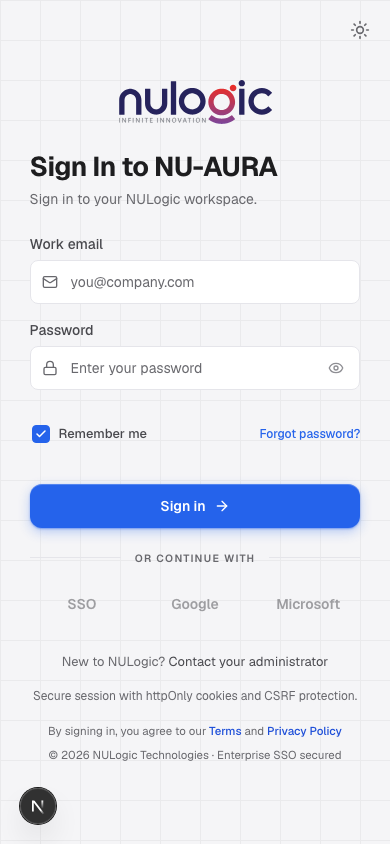 nulogic
INFINITE INNOVATION
Sign In to NU-AURA
Sign in to your NULogic workspace.
Work email
you@company.com
Password
Enter your password
Remember me
Forgot password?
Sign in
OR CONTINUE WITH
SSO
Google
Microsoft
New to NULogic? Contact your administrator
Secure session with httpOnly cookies and CSRF protection.
By signing in, you agree to our Terms and Privacy Policy
© 2026 NULogic Technologies · Enterprise SSO secured
N